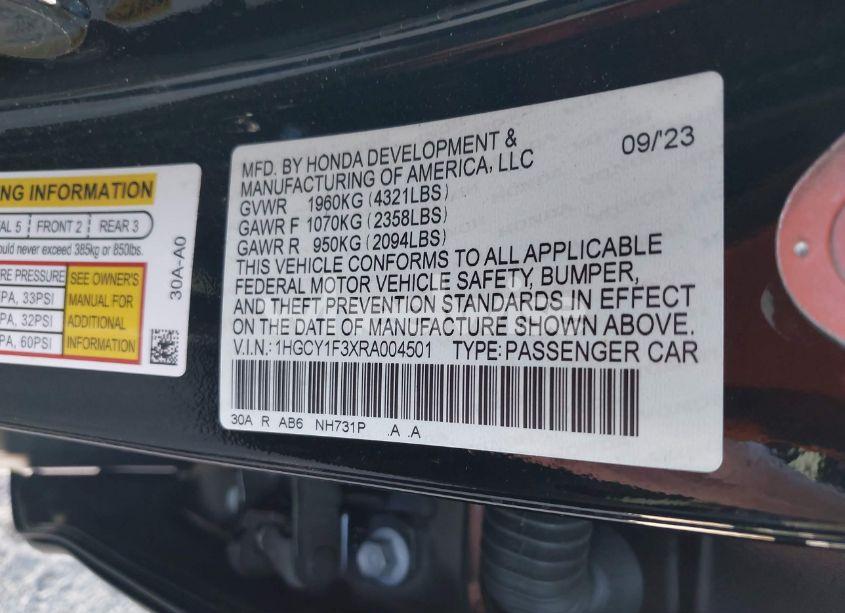 NG INFORMATION
AL 5 FRONT 2 REAR 3
ould never exceed 385kg or 850lbs.
RE PRESSURE
PA, 33PSI
PA, 32PSI
PA, 60PSI
SEE OWNER'S
MANUAL FOR
ADDITIONAL
INFORMATION
30A-A0
09/'23
MFD. BY HONDA DEVELOPMENT &
MANUFACTURING OF AMERICA, LLC
GVWR 1960KG (4321LBS)
GAWR F 1070KG (2358LBS)
GAWR R 950KG (2094LBS)
THIS VEHICLE CONFORMS TO ALL APPLICABLE
FEDERAL MOTOR VEHICLE SAFETY, BUMPER,
AND THEFT PREVENTION STANDARDS IN EFFECT
ON THE DATE OF MANUFACTURE SHOWN ABOVE.
V.I.N.: 1HGCY1F3XRA004501 TYPE: PASSENGER CAR
30A R AB6 NH731P .A .A